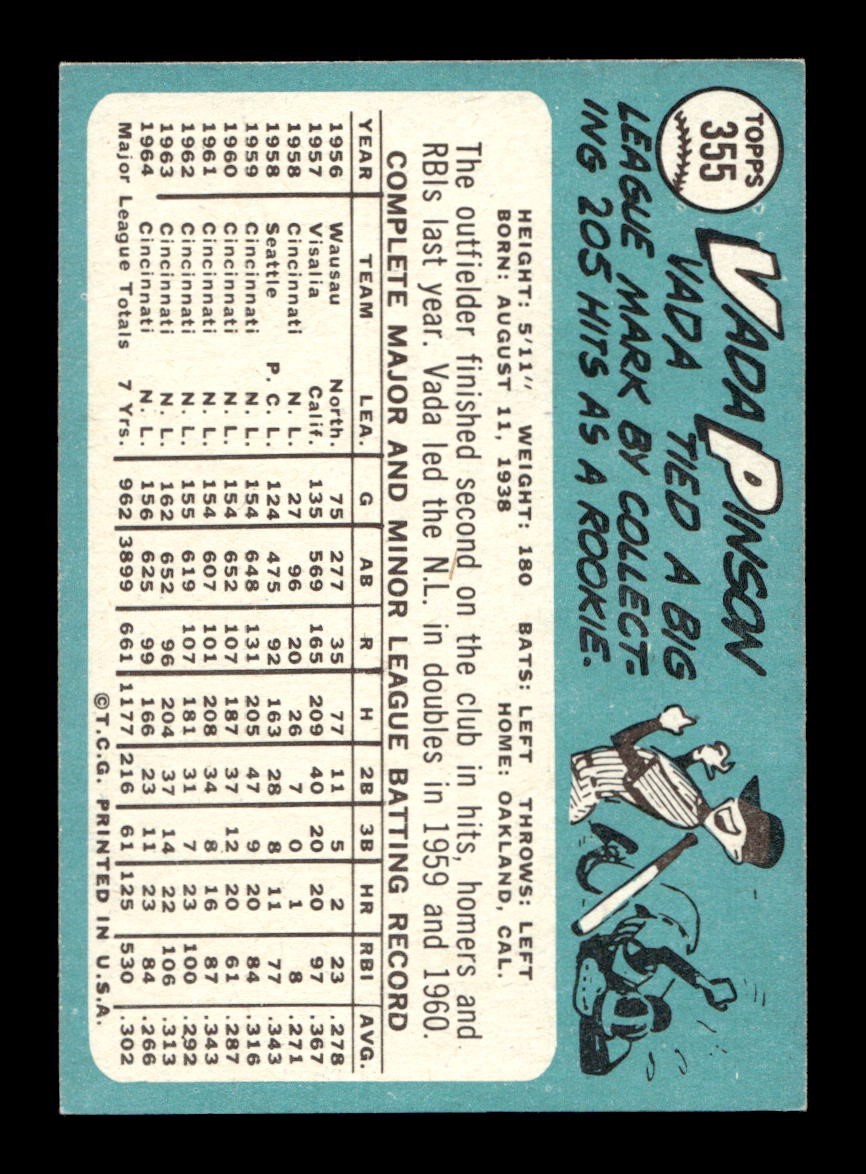 TOPPS
355
VADA PINSON
VADA TIED A BIG
LEAGUE MARK BY COLLECT-
ING 205 HITS AS A ROOKIE.
HEIGHT: 5'11" WEIGHT: 180 BATS: LEFT THROWS: LEFT
BORN: AUGUST 11, 1938 HOME: OAKLAND, CAL.
The outfielder finished second on the club in hits, homers and
RBIs last year. Vada led the N.L. in doubles in 1959 and 1960.
COMPLETE MAJOR AND MINOR LEAGUE BATTING RECORD
YEAR TEAM LEA. G AB R H 2B 3B HR RBI AVG.
1956 Wausau North. 75 277 35 77 11 5 2 23 .278
1957 Visalia Calif. 135 569 165 209 40 20 20 97 .367
1958 Cincinnati N. L. 27 96 20 26 7 0 1 8 .271
1958 Seattle P. C. L. 124 475 92 163 28 8 11 77 .343
1959 Cincinnati N. L. 154 648 131 205 47 9 20 84 .316
1960 Cincinnati N. L. 154 652 107 187 37 12 20 61 .287
1961 Cincinnati N. L. 154 607 101 208 34 8 16 87 .343
1962 Cincinnati N. L. 155 619 107 181 31 7 23 100 .292
1963 Cincinnati N. L. 162 652 96 204 37 14 22 106 .313
1964 Cincinnati N. L. 156 625 99 166 23 11 23 84 .266
Major League Totals 7 Yrs. 962 3899 661 1177 216 61 125 530 .302
©T.C.G. PRINTED IN U.S.A.